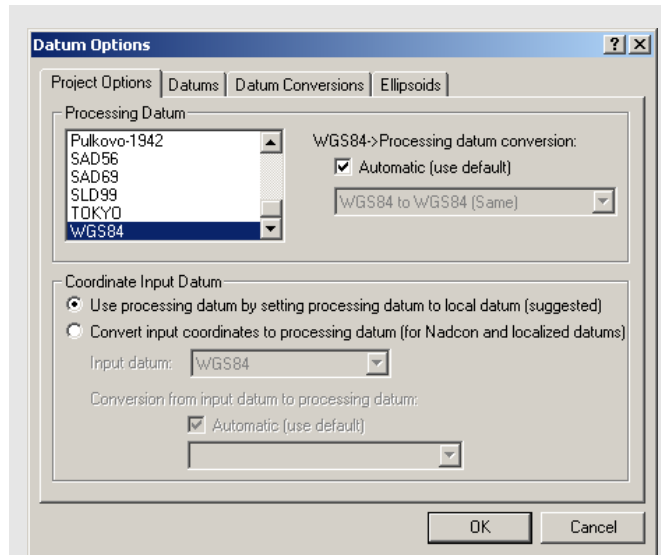 Datum Options
Project Options
Datums
Datum Conversions
Ellipsoids
Processing Datum
Pulkovo-1942
SAD56
SAD69
SLD99
TOKYO
WGS84
WGS84->Processing datum conversion:
Automatic (use default)
WGS84 to WGS84 (Same)
Coordinate Input Datum
Use processing datum by setting processing datum to local datum (suggested)
Convert input coordinates to processing datum (for Nadcon and localized datums)
Input datum: WGS84
Conversion from input datum to processing datum:
Automatic (use default)
OK
Cancel